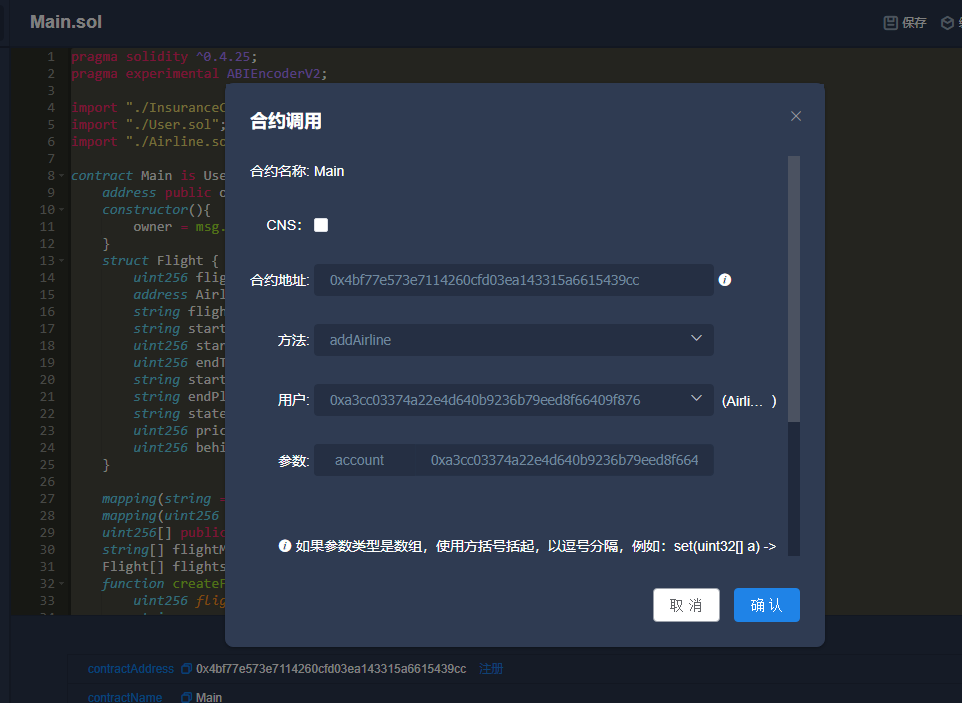 Main.sol
保存
1 pragma solidity ^0.4.25;
2 pragma experimental ABIEncoderV2;
3
4 import "./InsuranceC
5 import "./User.sol";
6 import "./Airline.so
7
8 contract Main is Use
9 address public o
10 constructor(){
11 owner = msg.
12 }
13 struct Flight {
14 uint256 flig
15 address Airl
16 string fligh
17 string start
18 uint256 star
19 uint256 endT
20 string start
21 string endPl
22 string state
23 uint256 pric
24 uint256 behi
25 }
26
27 mapping(string =
28 mapping(uint256
29 uint256[] public
30 string[] flightM
31 Flight[] flights
32 function createF
33 uint256 flig
合约调用
合约名称: Main
CNS:
合约地址: 0x4bf77e573e7114260cfd03ea143315a6615439cc
方法: addAirline
用户: 0xa3cc03374a22e4d640b9236b79eed8f66409f876 (Airli... )
参数: account 0xa3cc03374a22e4d640b9236b79eed8f664
如果参数类型是数组，使用方括号括起，以逗号分隔，例如：set(uint32[] a) ->
取 消
确 认
contractAddress 0x4bf77e573e7114260cfd03ea143315a6615439cc 注册
contractName Main